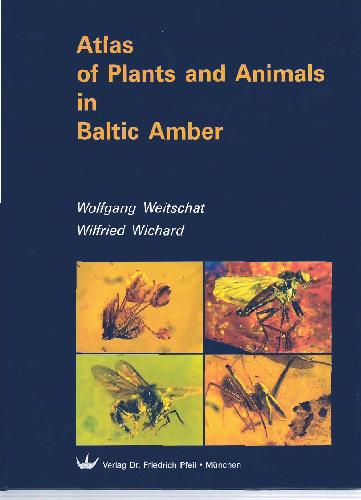 Atlas
of Plants and Animals
in
Baltic Amber
Wolfgang Weitschat
Wilfried Wichard
Verlag Dr. Friedrich Pfeil • München